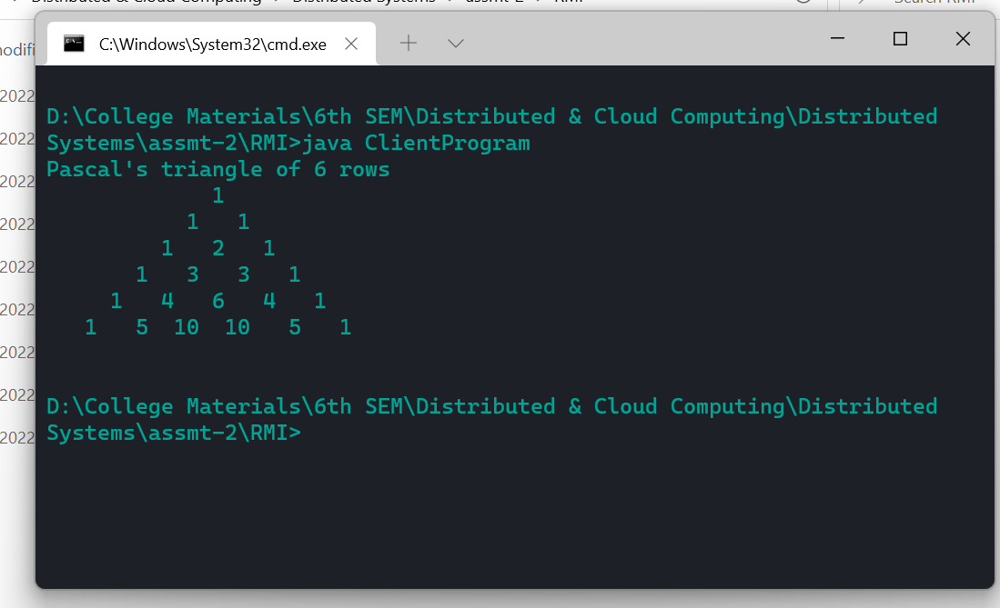 Distributed & Cloud Computing > Distributed Systems > assmt-2 > RMI
Search RMI
C:\Windows\System32\cmd.exe
2022
2022
2022
2022
2022
2022
2022
2022
2022
D:\College Materials\6th SEM\Distributed & Cloud Computing\Distributed
Systems\assmt-2\RMI>java ClientProgram
Pascal's triangle of 6 rows
1
1 1
1 2 1
1 3 3 1
1 4 6 4 1
1 5 10 10 5 1
D:\College Materials\6th SEM\Distributed & Cloud Computing\Distributed
Systems\assmt-2\RMI>